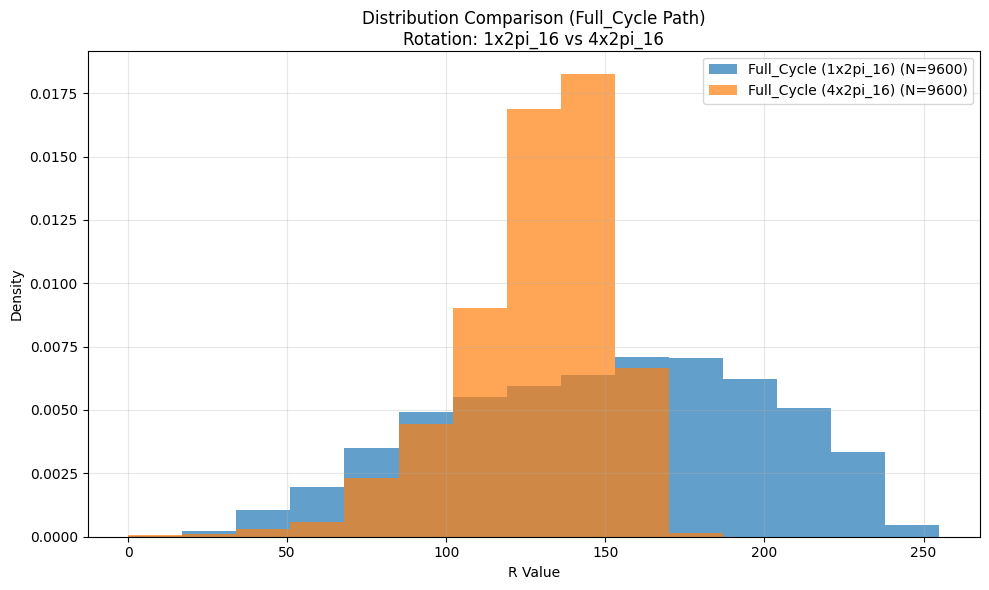 Distribution Comparison (Full_Cycle Path)
Rotation: 1x2pi_16 vs 4x2pi_16
Full_Cycle (1x2pi_16) (N=9600)
Full_Cycle (4x2pi_16) (N=9600)
0.0175
0.0150
0.0125
0.0100
0.0075
0.0050
0.0025
0.0000
Density
0 50 100 150 200 250
R Value